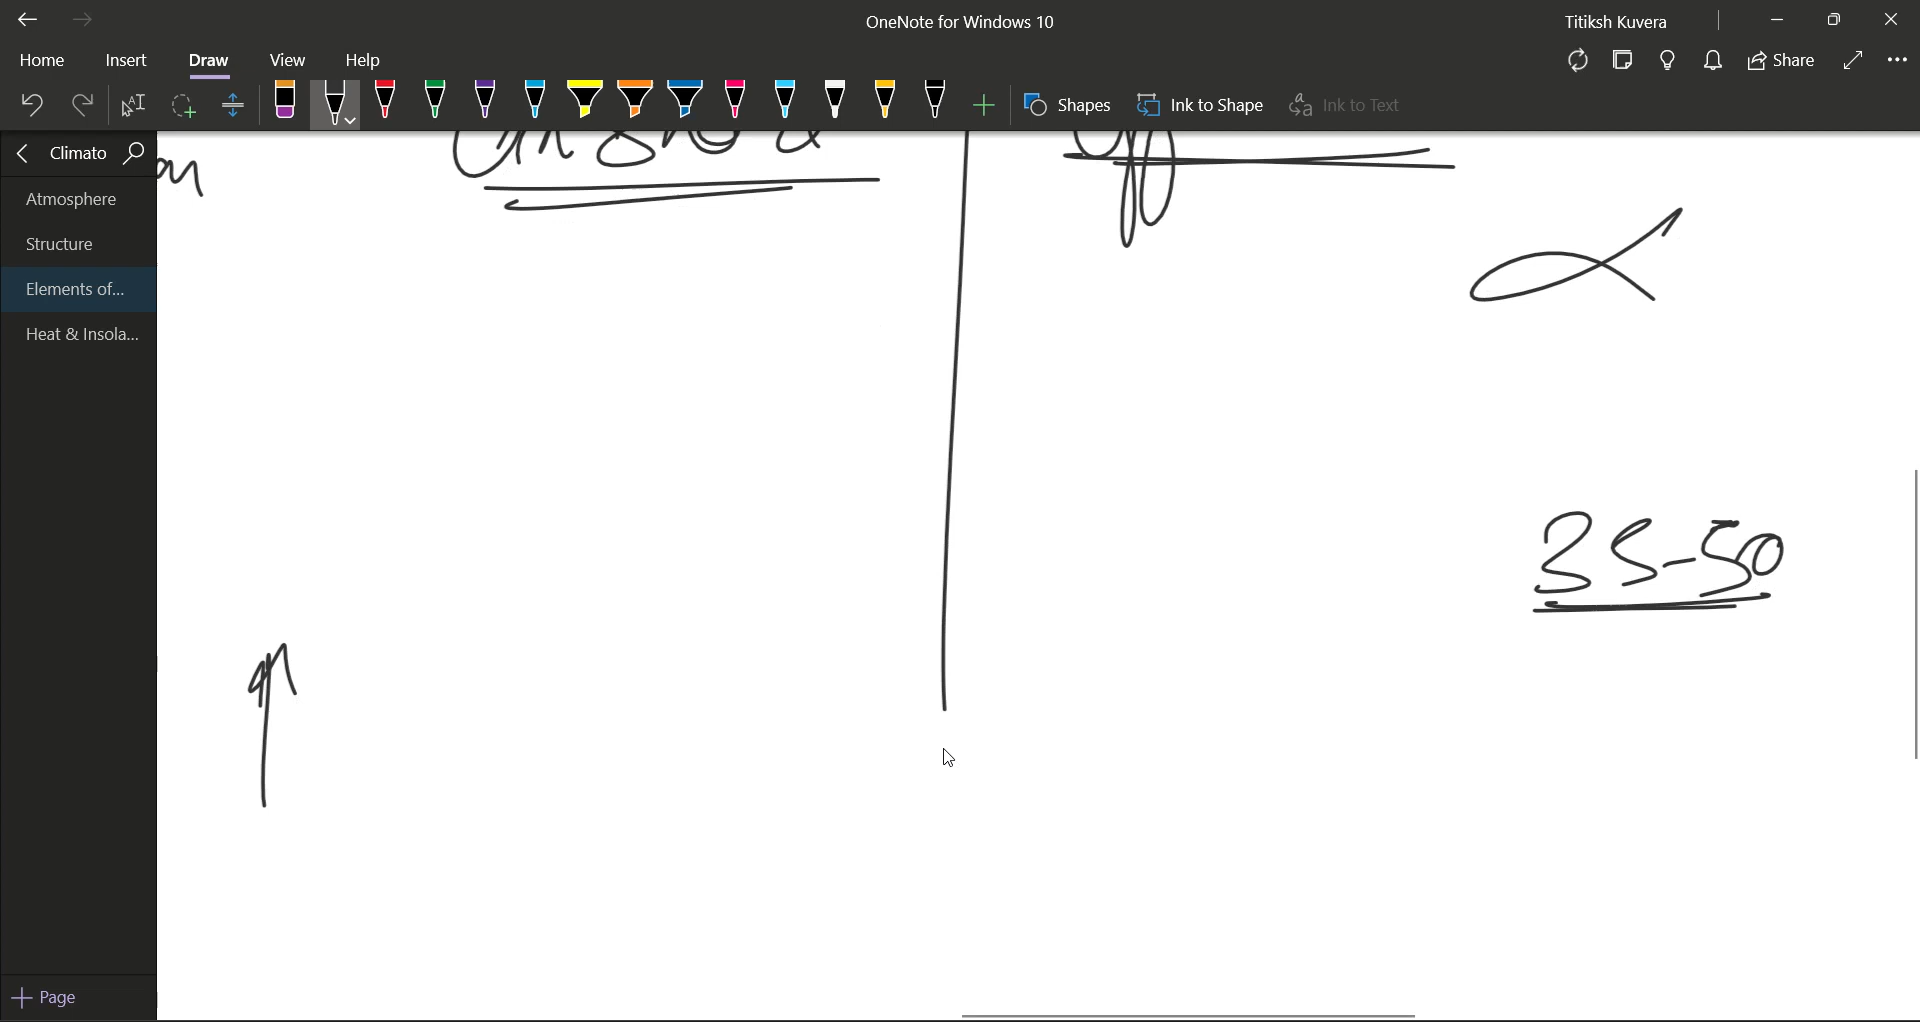 OneNote for Windows 10
Titiksh Kuvera
Home Insert Draw View Help
Share
Shapes Ink to Shape Ink to Text
Climato
Atmosphere
Structure
Elements of...
Heat & Insola...
35-50
Page